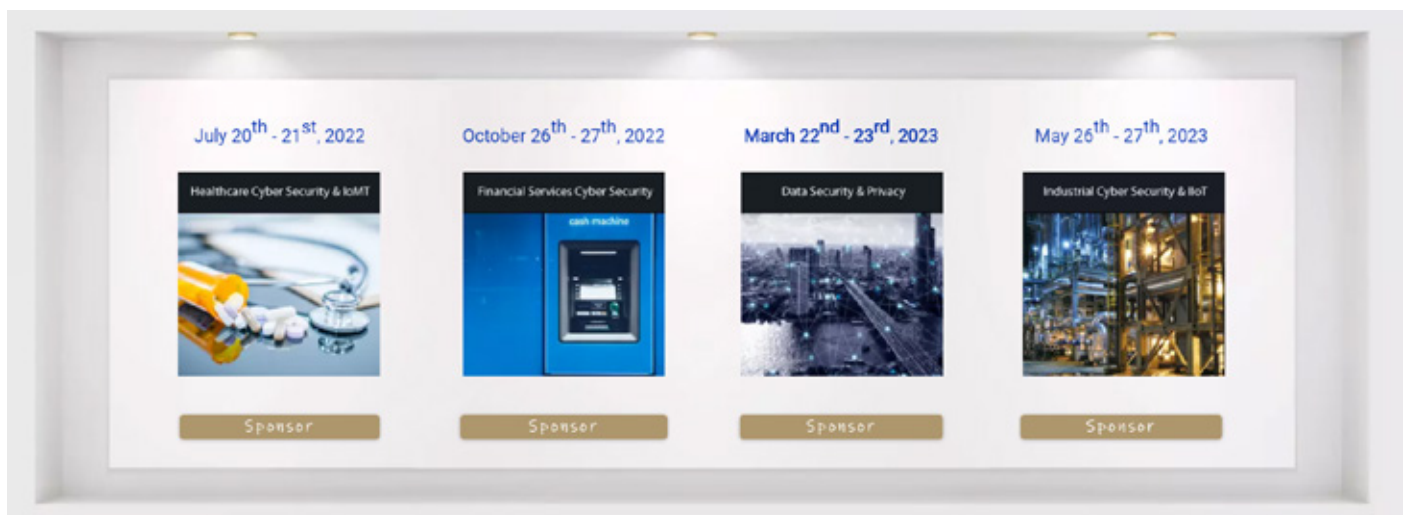 July 20th - 21st, 2022
Healthcare Cyber Security & IoMT
Sponsor
October 26th - 27th, 2022
Financial Services Cyber Security
cash machine
Sponsor
March 22nd - 23rd, 2023
Data Security & Privacy
Sponsor
May 26th - 27th, 2023
Industrial Cyber Security & IIoT
Sponsor